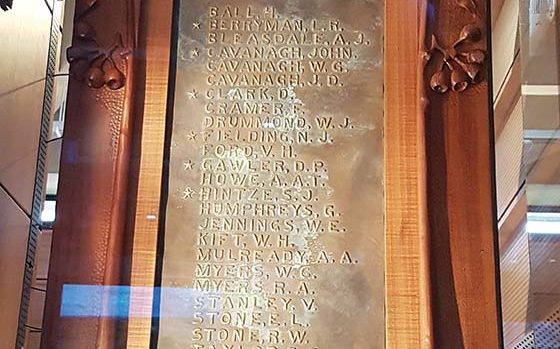 BALL, H.
* BERRYMAN, L.R.
BLEASDALE, A.J.
* CAVANAGH, JOHN.
CAVANAGH, W.G.
CAVANAGH, J.D.
* CLARK, D.
CRAMER, F.
DRUMMOND, W.J.
* FIELDING, N.J.
FORD, V.H.
* GAWLER, D.P.
HOWE, A.A.T.
* HINTZE, S.J.
HUMPHREYS, G.
JENNINGS, W.E.
KIFT, W.H.
MULREADY, A.A.
MYERS, W.G.
MYERS, R.A.
STANLEY, V.
STONE, E.L.
STONE, R.W.